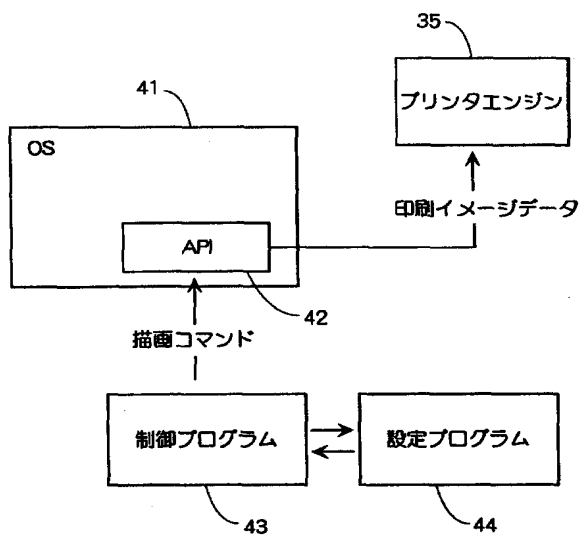 35
プリンタエンジン
41
OS
印刷イメージデータ
API
42
描画コマンド
制御プログラム
設定プログラム
43
44